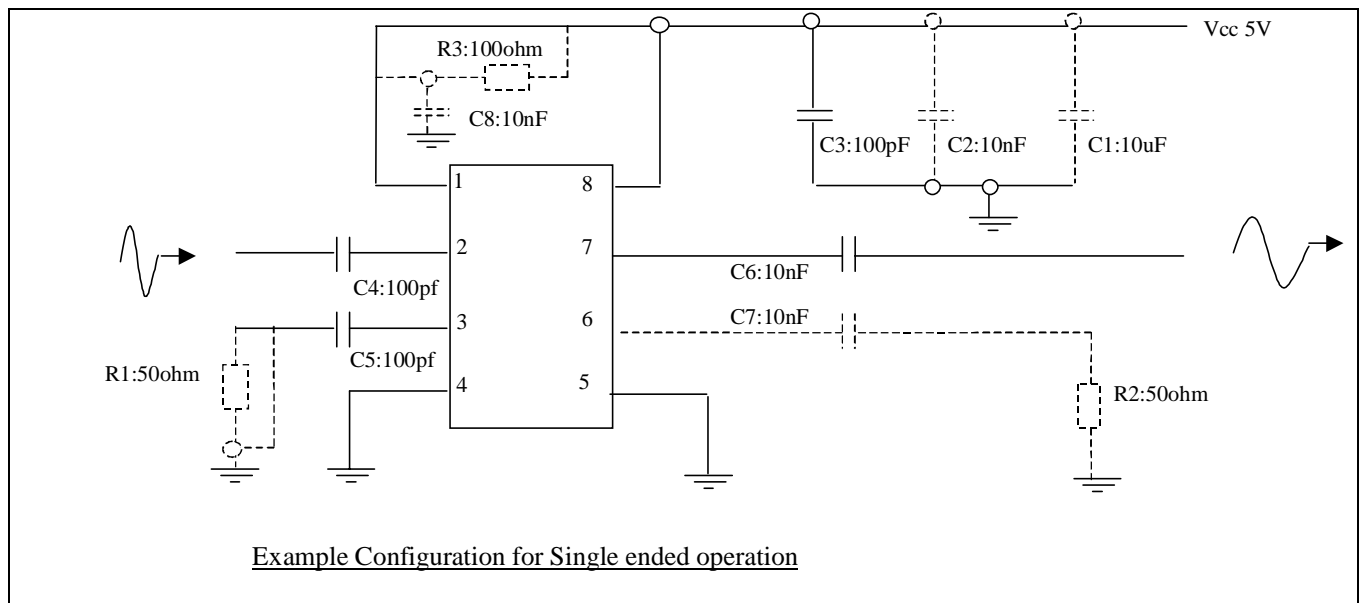 Vcc 5V
R3:100ohm
C8:10nF
C3:100pF
C2:10nF
C1:10uF
1
8
2
7
C4:100pf
C6:10nF
3
6
C7:10nF
C5:100pf
R1:50ohm
4
5
R2:50ohm
Example Configuration for Single ended operation